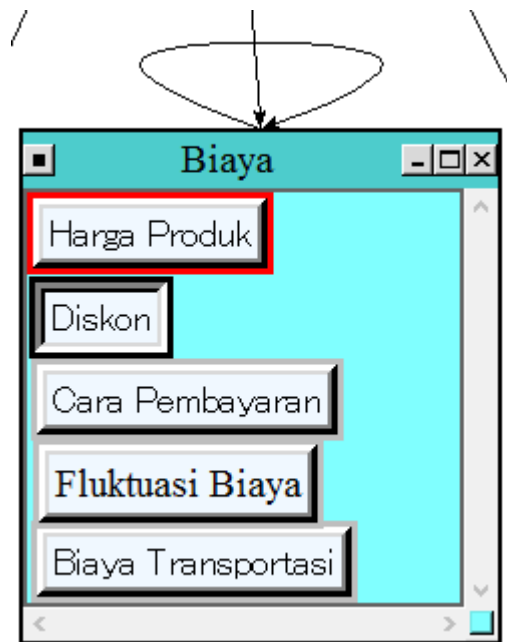 Biaya
Harga Produk
Diskon
Cara Pembayaran
Fluktuasi Biaya
Biaya Transportasi